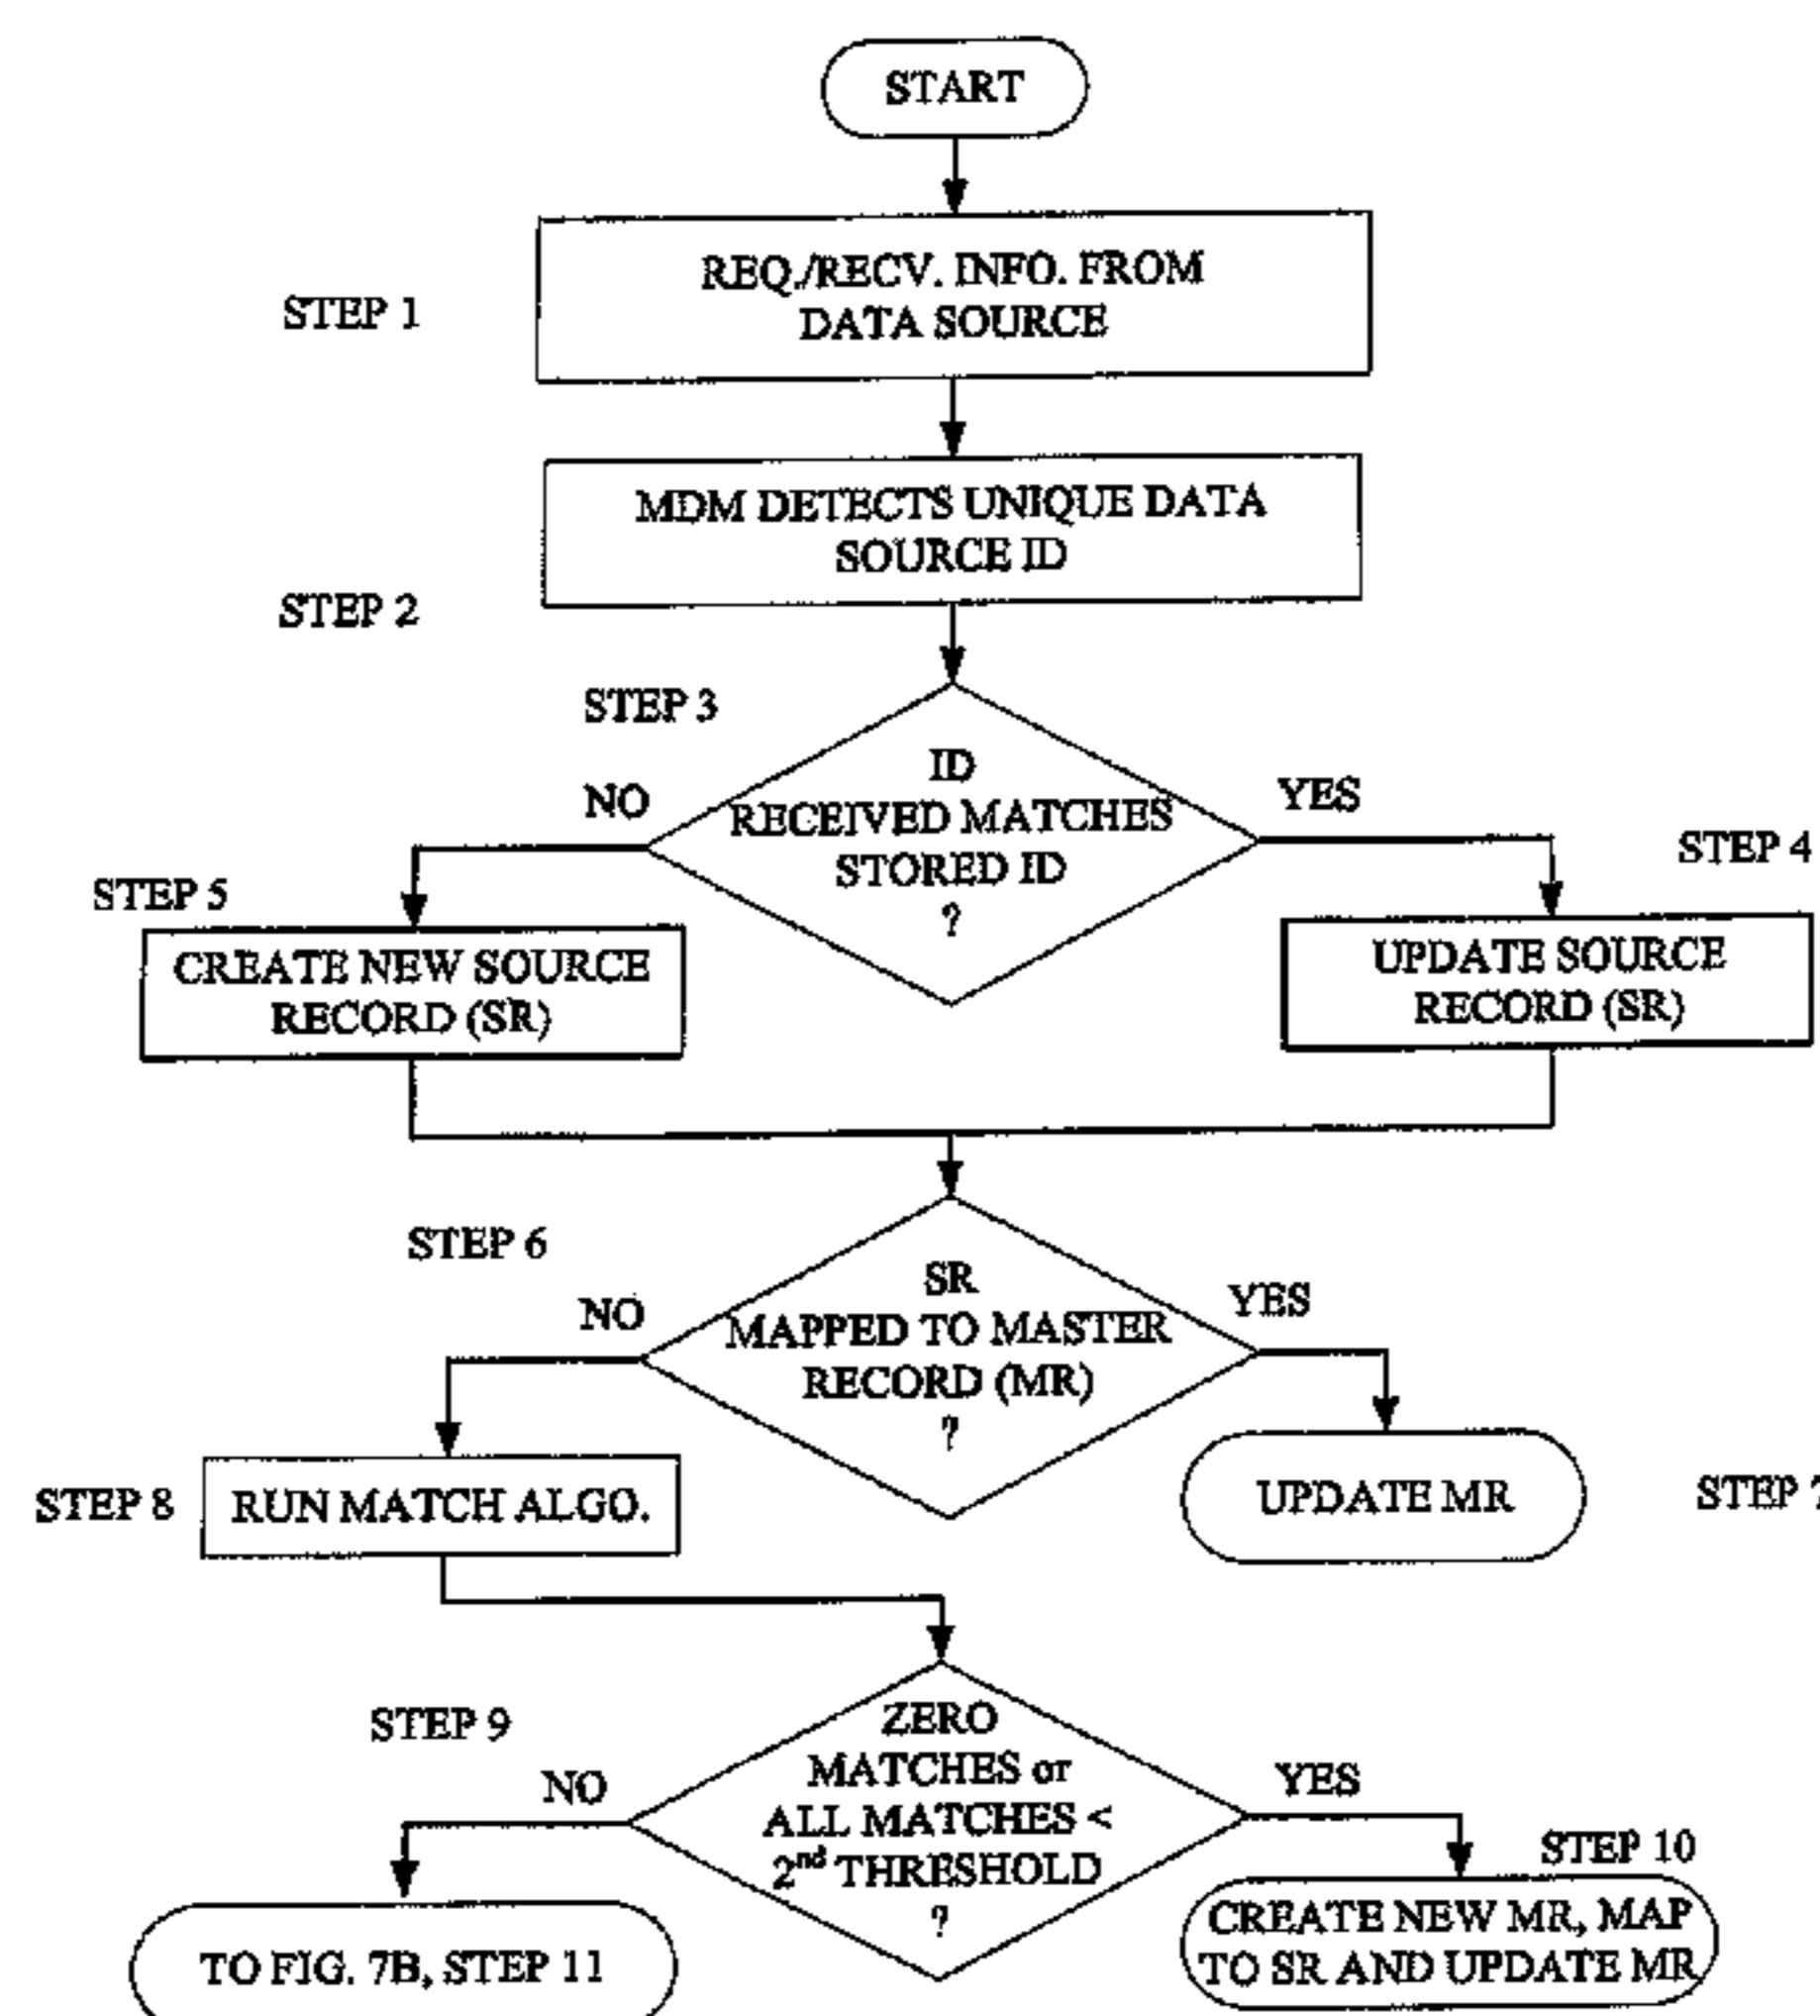 START
STEP 1
REQ./RECV. INFO. FROM
DATA SOURCE
MDM DETECTS UNIQUE DATA
SOURCE ID
STEP 2
STEP 3
ID
RECEIVED MATCHES
STORED ID
?
NO
YES
STEP 4
STEP 5
CREATE NEW SOURCE
RECORD (SR)
UPDATE SOURCE
RECORD (SR)
STEP 6
SR
MAPPED TO MASTER
RECORD (MR)
?
NO
YES
STEP 8
RUN MATCH ALGO.
UPDATE MR
STEP 7
STEP 9
ZERO
MATCHES or
ALL MATCHES <
2nd THRESHOLD
?
NO
YES
STEP 10
TO FIG. 7B, STEP 11
CREATE NEW MR, MAP
TO SR AND UPDATE MR